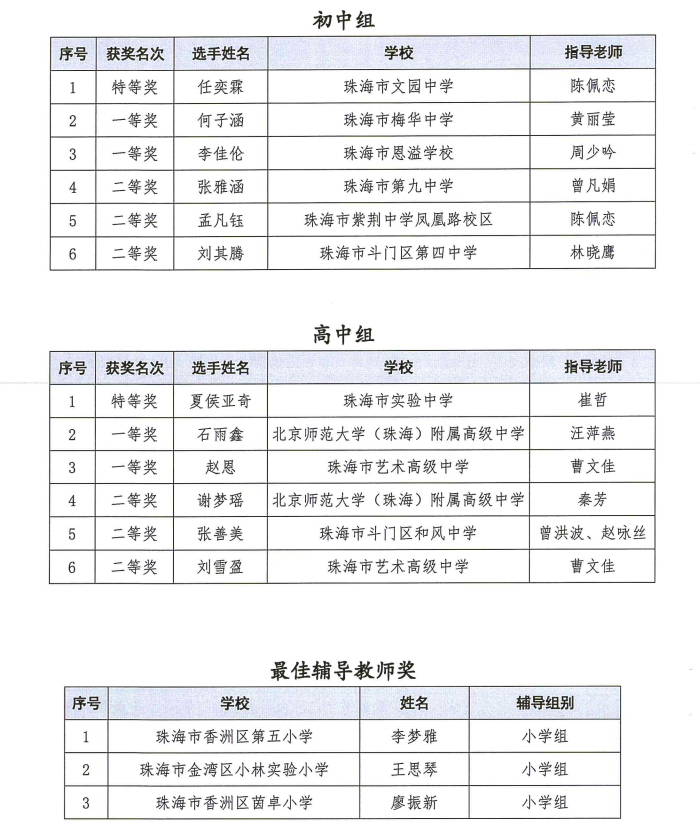 初中组
序号 获奖名次 选手姓名 学校 指导老师
1 特等奖 任奕霖 珠海市文园中学 陈佩恋
2 一等奖 何子涵 珠海市梅华中学 黄丽莹
3 一等奖 李佳伦 珠海市恩溢学校 周少吟
4 二等奖 张雅涵 珠海市第九中学 曾凡娟
5 二等奖 孟凡钰 珠海市紫荆中学凤凰路校区 陈佩恋
6 二等奖 刘其腾 珠海市斗门区第四中学 林晓鹰
高中组
序号 获奖名次 选手姓名 学校 指导老师
1 特等奖 夏侯亚奇 珠海市实验中学 崔哲
2 一等奖 石雨鑫 北京师范大学（珠海）附属高级中学 汪萍燕
3 一等奖 赵恩 珠海市艺术高级中学 曹文佳
4 二等奖 谢梦瑶 北京师范大学（珠海）附属高级中学 秦芳
5 二等奖 张善美 珠海市斗门区和风中学 曾洪波、赵咏丝
6 二等奖 刘雪盈 珠海市艺术高级中学 曹文佳
最佳辅导教师奖
序号 学校 姓名 辅导组别
1 珠海市香洲区第五小学 李梦雅 小学组
2 珠海市金湾区小林实验小学 王思琴 小学组
3 珠海市香洲区茵卓小学 廖振新 小学组